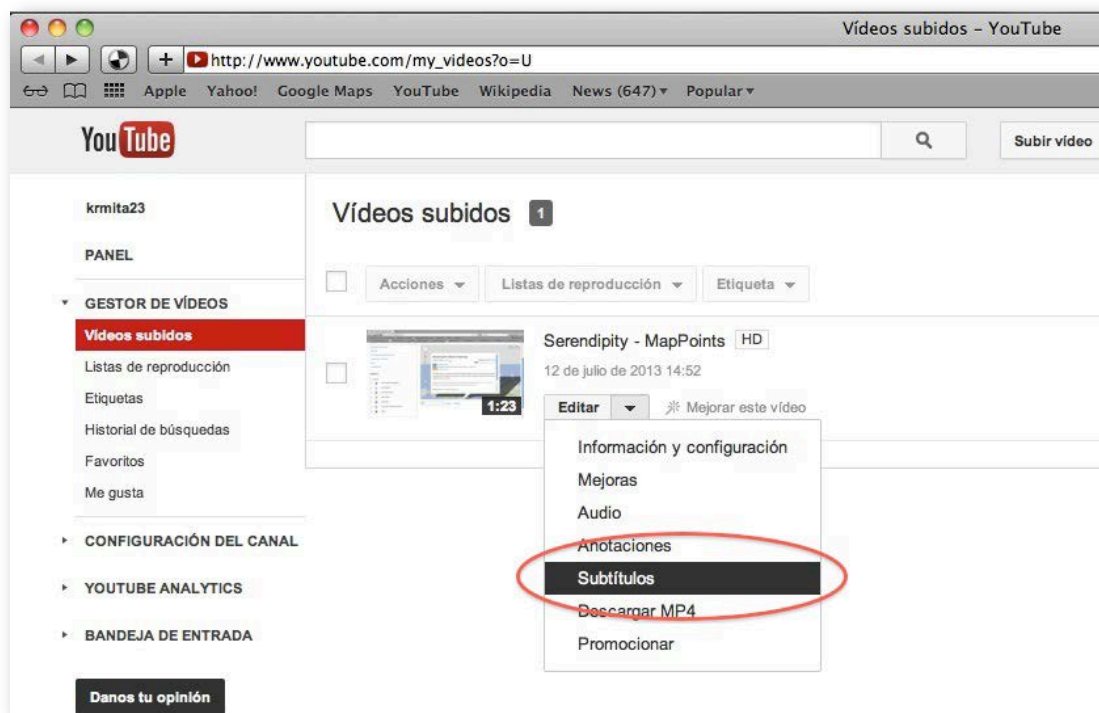 Vídeos subidos – YouTube
http://www.youtube.com/my_videos?o=U
Apple Yahoo! Google Maps YouTube Wikipedia News (647) Popular
YouTube
Subir vídeo
krmita23
PANEL
GESTOR DE VÍDEOS
Vídeos subidos
Listas de reproducción
Etiquetas
Historial de búsquedas
Favoritos
Me gusta
CONFIGURACIÓN DEL CANAL
YOUTUBE ANALYTICS
BANDEJA DE ENTRADA
Danos tu opinión
Vídeos subidos 1
Acciones Listas de reproducción Etiqueta
Serendipity - MapPoints HD
12 de julio de 2013 14:52
1:23
Editar Mejorar este vídeo
Información y configuración
Mejoras
Audio
Anotaciones
Subtítulos
Descargar MP4
Promocionar